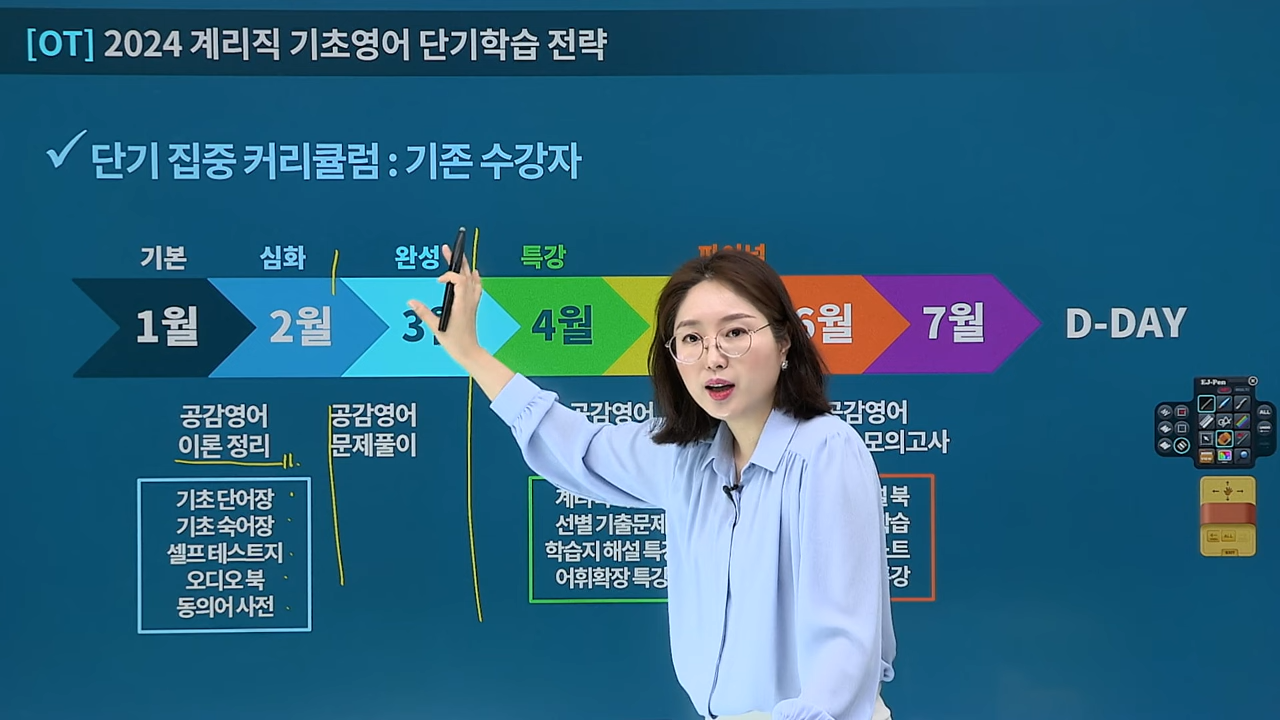 [OT] 2024 계리직 기초영어 단기학습 전략
단기 집중 커리큘럼 : 기존 수강자
기본 심화 완성 특강
1월 2월 4월 6월 7월 D-DAY
공감영어 공감영어 공감영어 공감영어
이론 정리 문제풀이 모의고사
기초 단어장
기초 숙어장 선별 기출문제
셀프 테스트지 학습지 해설 특강
오디오 북 어휘확장 특강
동의어 사전
EJ-Pen
ALL